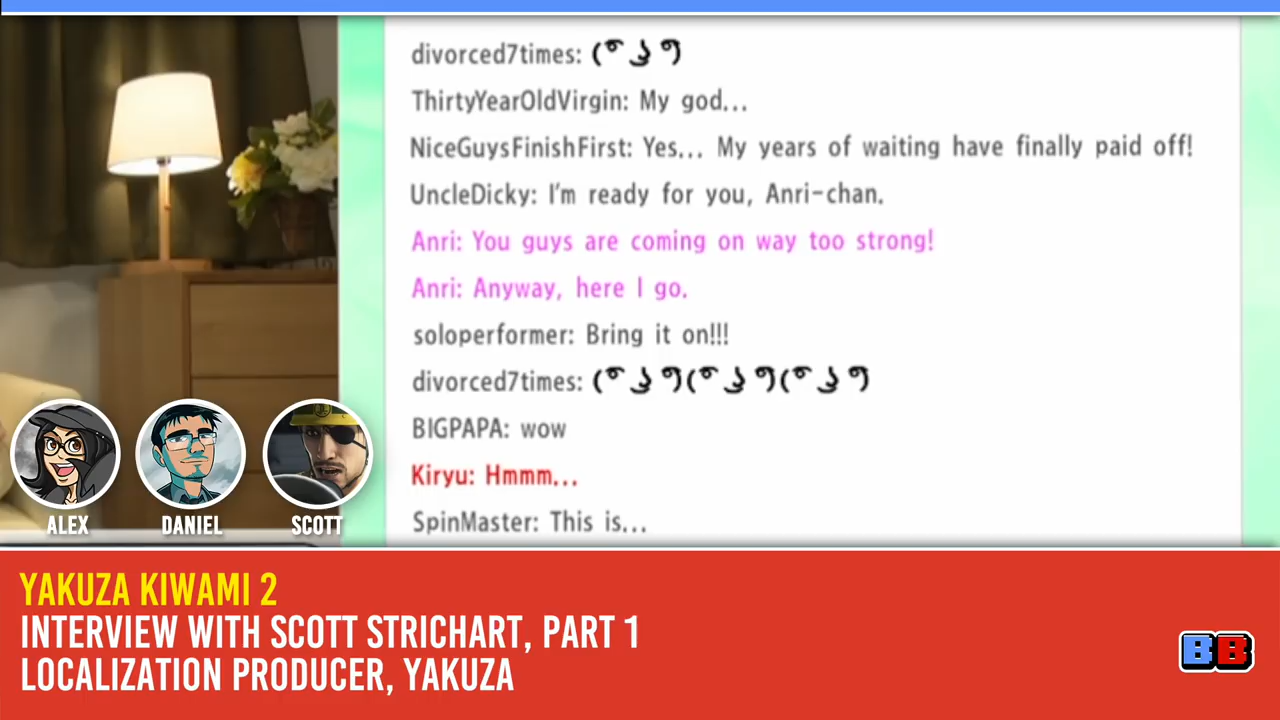 divorced7times: ( ͡° ͜ʖ ͡°)
ThirtyYearOldVirgin: My god...
NiceGuysFinishFirst: Yes... My years of waiting have finally paid off!
UncleDicky: I'm ready for you, Anri-chan.
Anri: You guys are coming on way too strong!
Anri: Anyway, here I go.
soloperformer: Bring it on!!!
divorced7times: ( ͡° ͜ʖ ͡°)( ͡° ͜ʖ ͡°)( ͡° ͜ʖ ͡°)
BIGPAPA: wow
Kiryu: Hmmm...
SpinMaster: This is...
ALEX
DANIEL
SCOTT
YAKUZA KIWAMI 2
INTERVIEW WITH SCOTT STRICHART, PART 1
LOCALIZATION PRODUCER, YAKUZA
BB